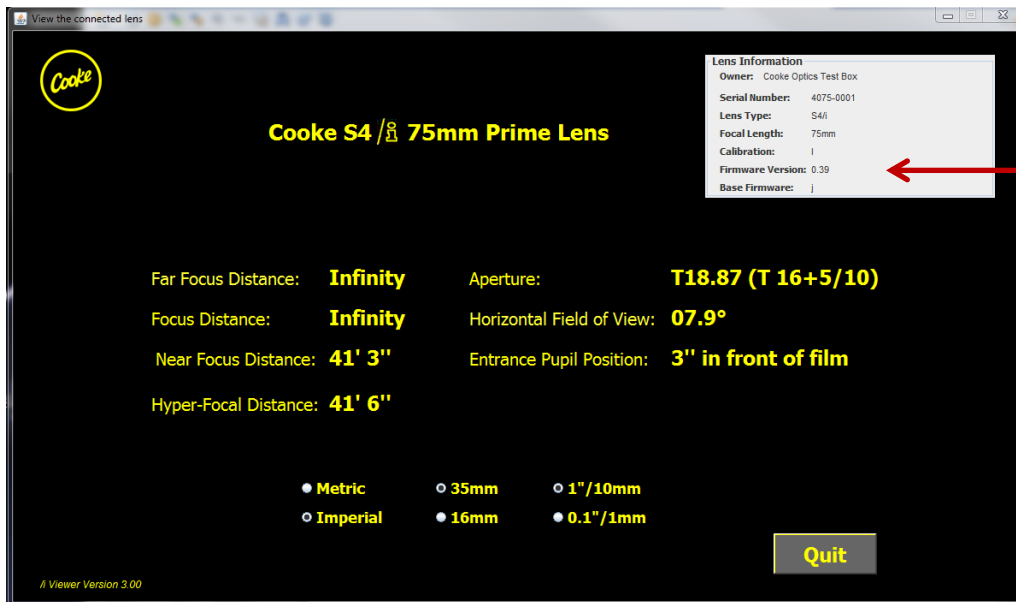 View the connected lens
Cooke
Cooke S4/i 75mm Prime Lens
Lens Information
Owner: Cooke Optics Test Box
Serial Number: 4075-0001
Lens Type: S4/i
Focal Length: 75mm
Calibration: I
Firmware Version: 0.39
Base Firmware: j
Far Focus Distance: Infinity Aperture: T18.87 (T 16+5/10)
Focus Distance: Infinity Horizontal Field of View: 07.9°
Near Focus Distance: 41' 3'' Entrance Pupil Position: 3'' in front of film
Hyper-Focal Distance: 41' 6''
Metric 35mm 1"/10mm
Imperial 16mm 0.1"/1mm
Quit
/i Viewer Version 3.00